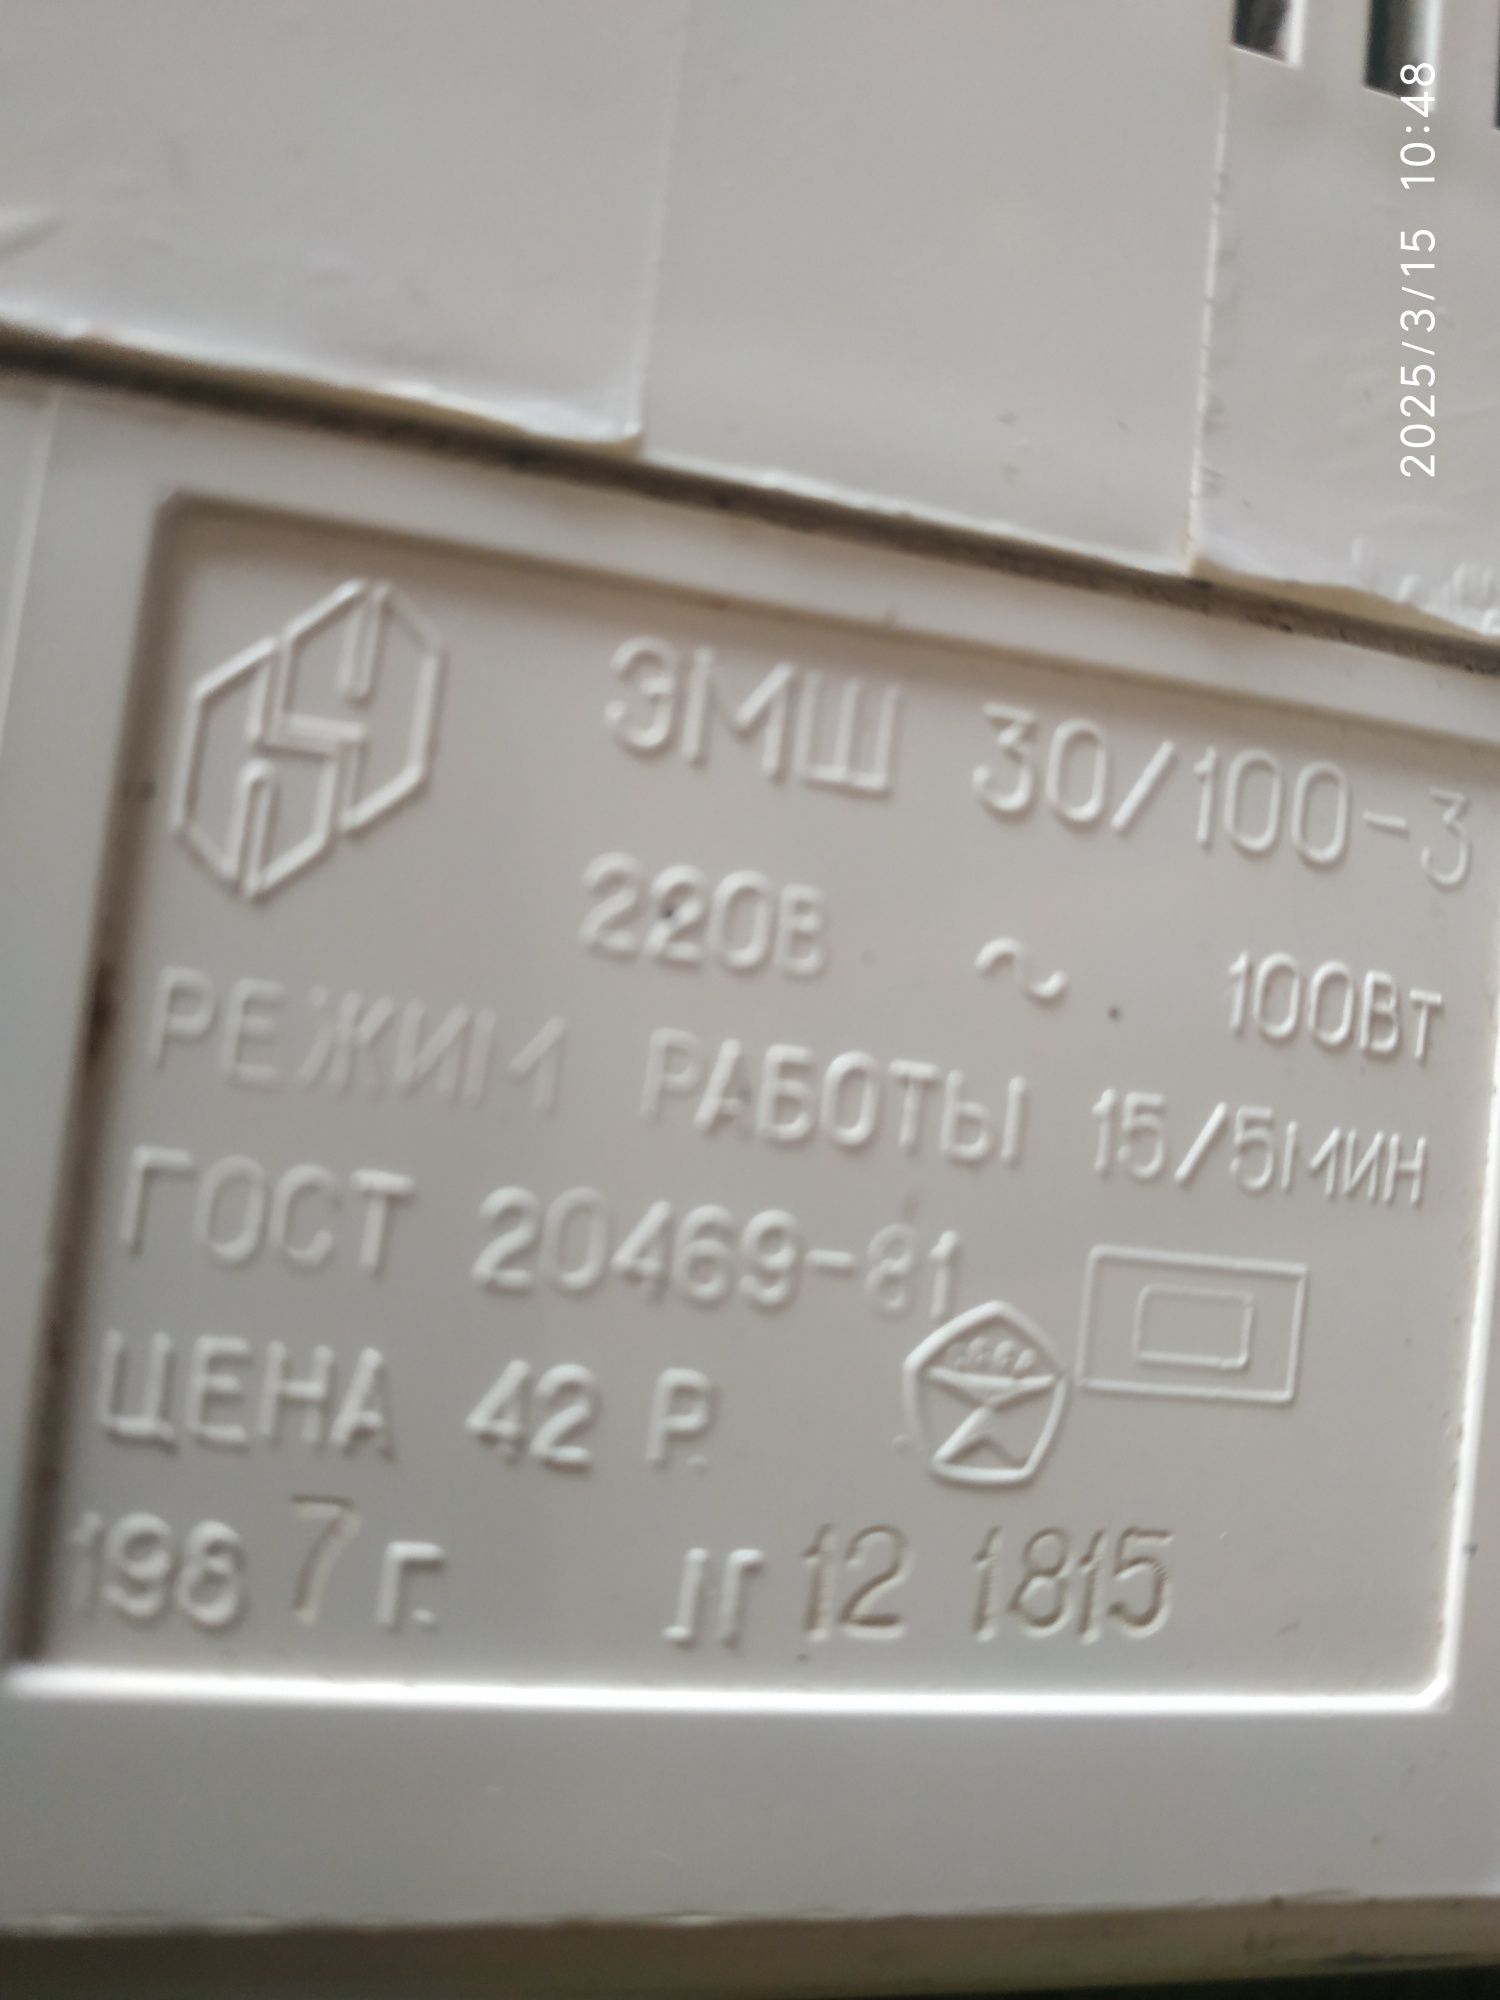 ЭМШ 30/100-3
220В ~ 100ВТ
РЕЖИМ РАБОТЫ 15/5МИН
ГОСТ 20469-81
СССР
ЦЕНА 42 Р.
1987 г. 12 1815
2025/3/15 10:48